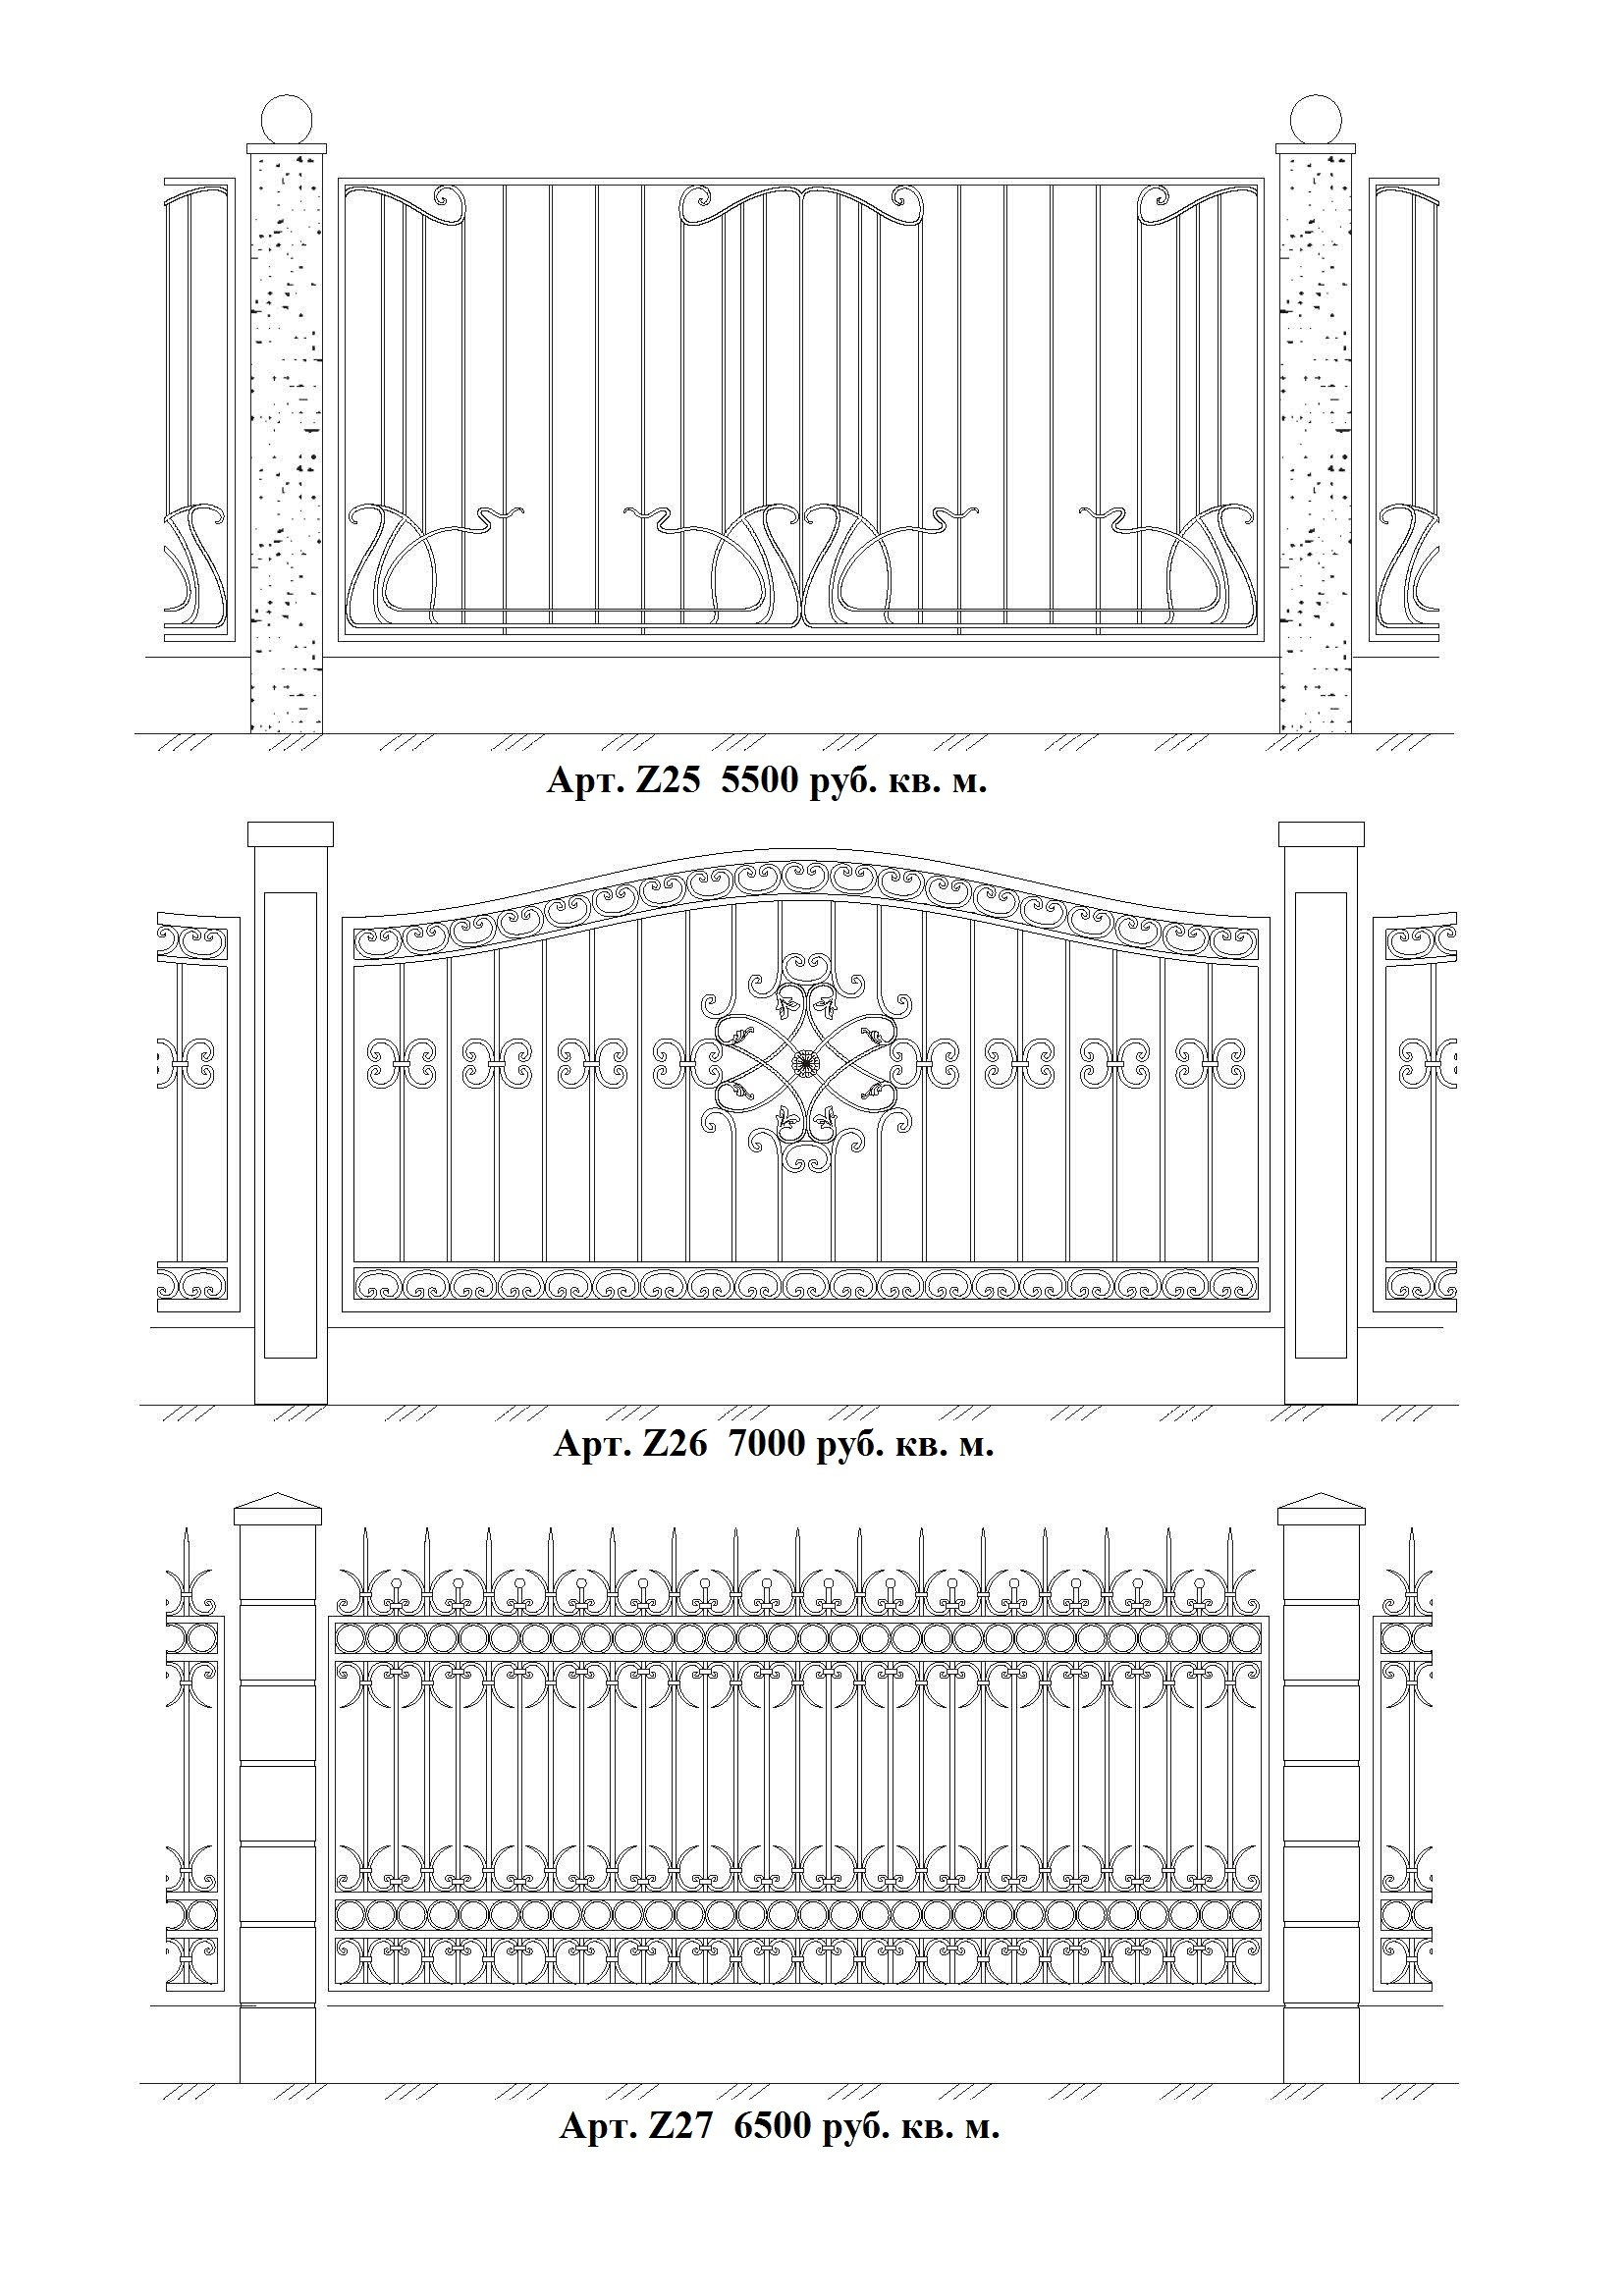 Арт. Z25  5500 руб. кв. м.
Арт. Z26  7000 руб. кв. м.
Арт. Z27  6500 руб. кв. м.